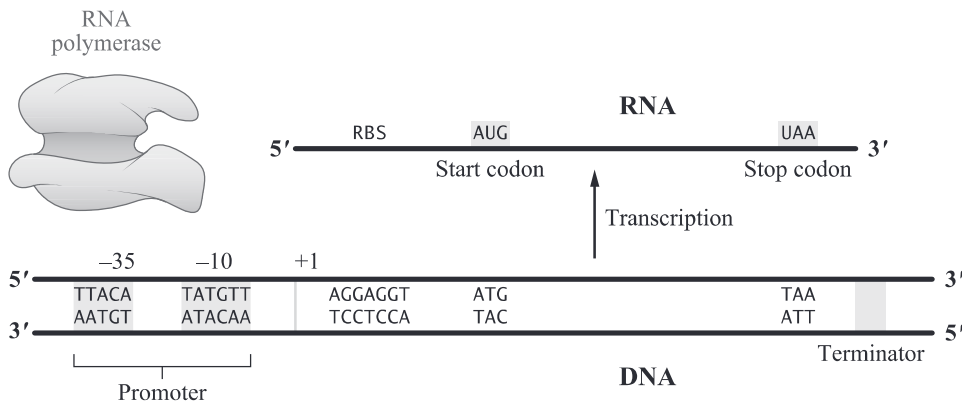 RNA
polymerase
RNA
RBS AUG UAA
5′ 3′
Start codon Stop codon
Transcription
–35 –10 +1
5′ 3′
TTACA TATGTT AGGAGGT ATG TAA
AATGT ATACAA TCCTCCA TAC ATT
3′ 5′
Terminator
Promoter DNA